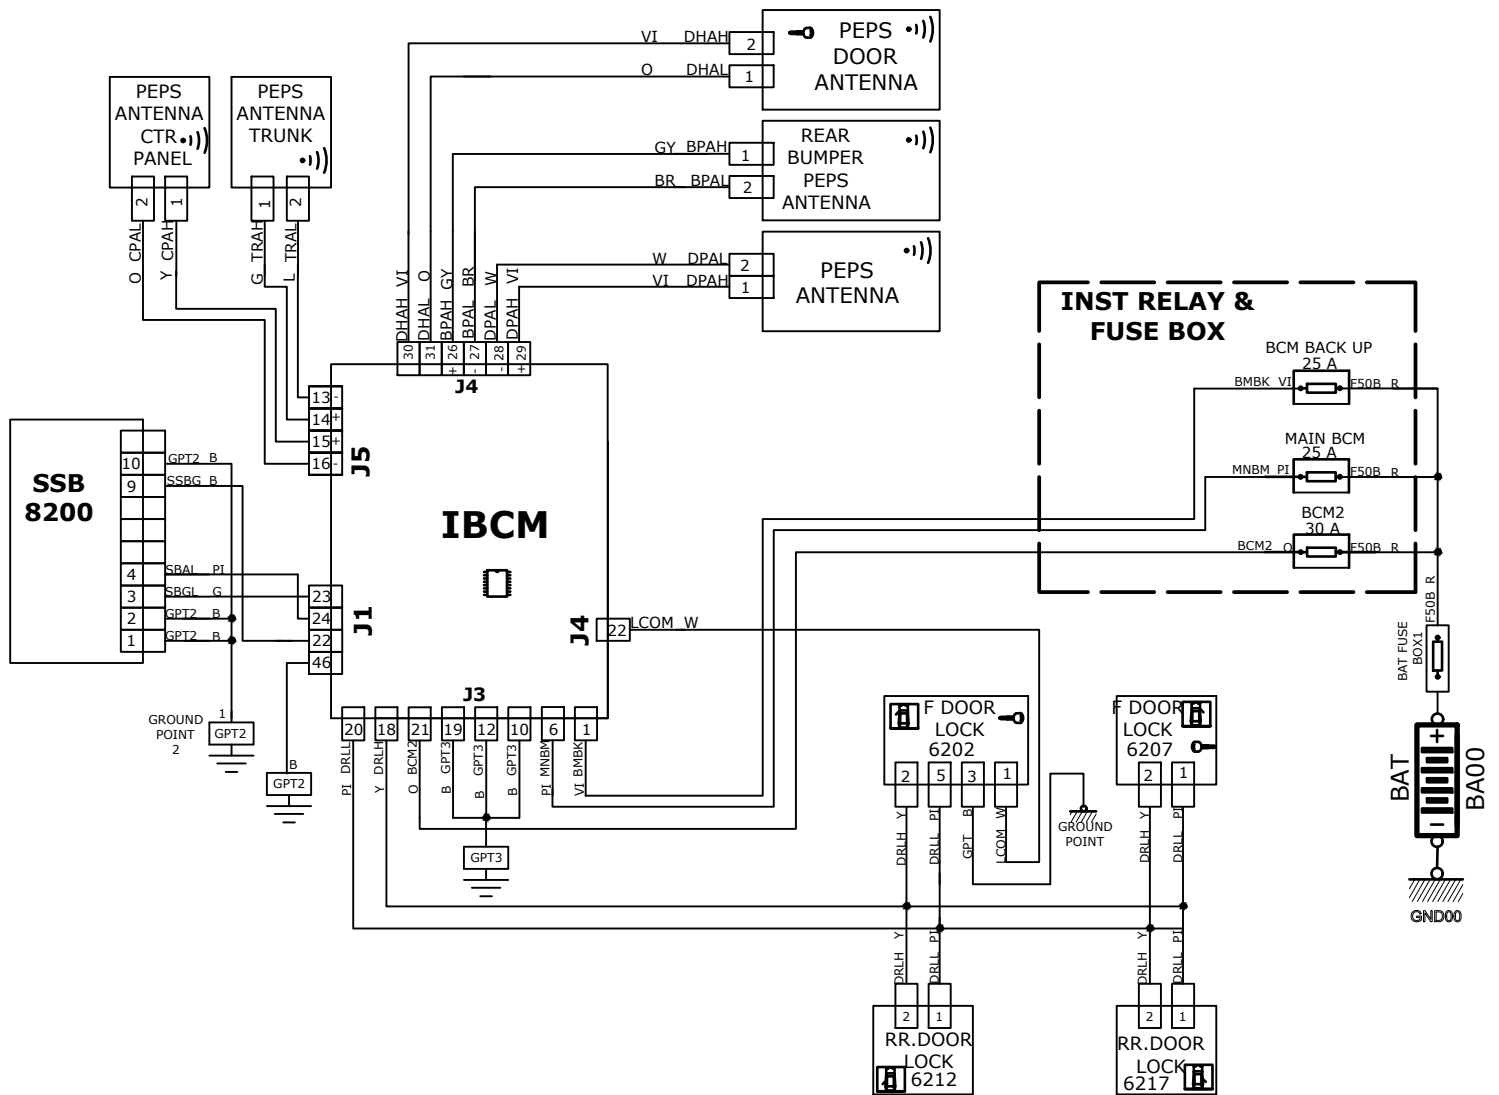 VI DHAH 2
O DHAL 1
PEPS
DOOR
ANTENNA
PEPS
ANTENNA
CTR
PANEL
2 1
O CPAL
Y CPAH
PEPS
ANTENNA
TRUNK
1 2
G TRAH
L TRAL
GY BPAH 1
BR BPAL 2
REAR
BUMPER
PEPS
ANTENNA
W DPAL 2
VI DPAH 1
PEPS
ANTENNA
DHAH VI
DHAL O
BPAH GY
BPAL BR
DPAL W
DPAH VI
30 31 26 27 28 29
+ - - +
J4
13 -
14 +
15 +
16 -
J5
INST RELAY &
FUSE BOX
BCM BACK UP
25 A
BMBK VI
F50B R
MAIN BCM
25 A
MNBM PI
F50B R
BCM2
30 A
BCM2 O
F50B R
F50B R
BAT FUSE
BOX1
+
BAT
BA00
-
GND00
SSB
8200
10 GPT2 B
9 SSBG B
4 SBAL PI
3 SBGL G
2 GPT2 B
1 GPT2 B
IBCM
23
24
22
46
J1
GROUND
POINT
2
1
GPT2
B
GPT2
J4
22 LCOM W
J3
20 18 21 19 12 10 6 1
PI DRLL
Y DRLH
O BCM2
B GPT3
B GPT3
B GPT3
PI MNBM
VI BMBK
GPT3
F DOOR
LOCK
6202
2 5 3 1
DRLH Y
DRLL PI
GPT B
LCOM W
GROUND
POINT
F DOOR
LOCK
6207
2 1
DRLH Y
DRLL PI
DRLH Y
DRLL PI
2 1
RR.DOOR
LOCK
6212
DRLH Y
DRLL PI
2 1
RR.DOOR
LOCK
6217